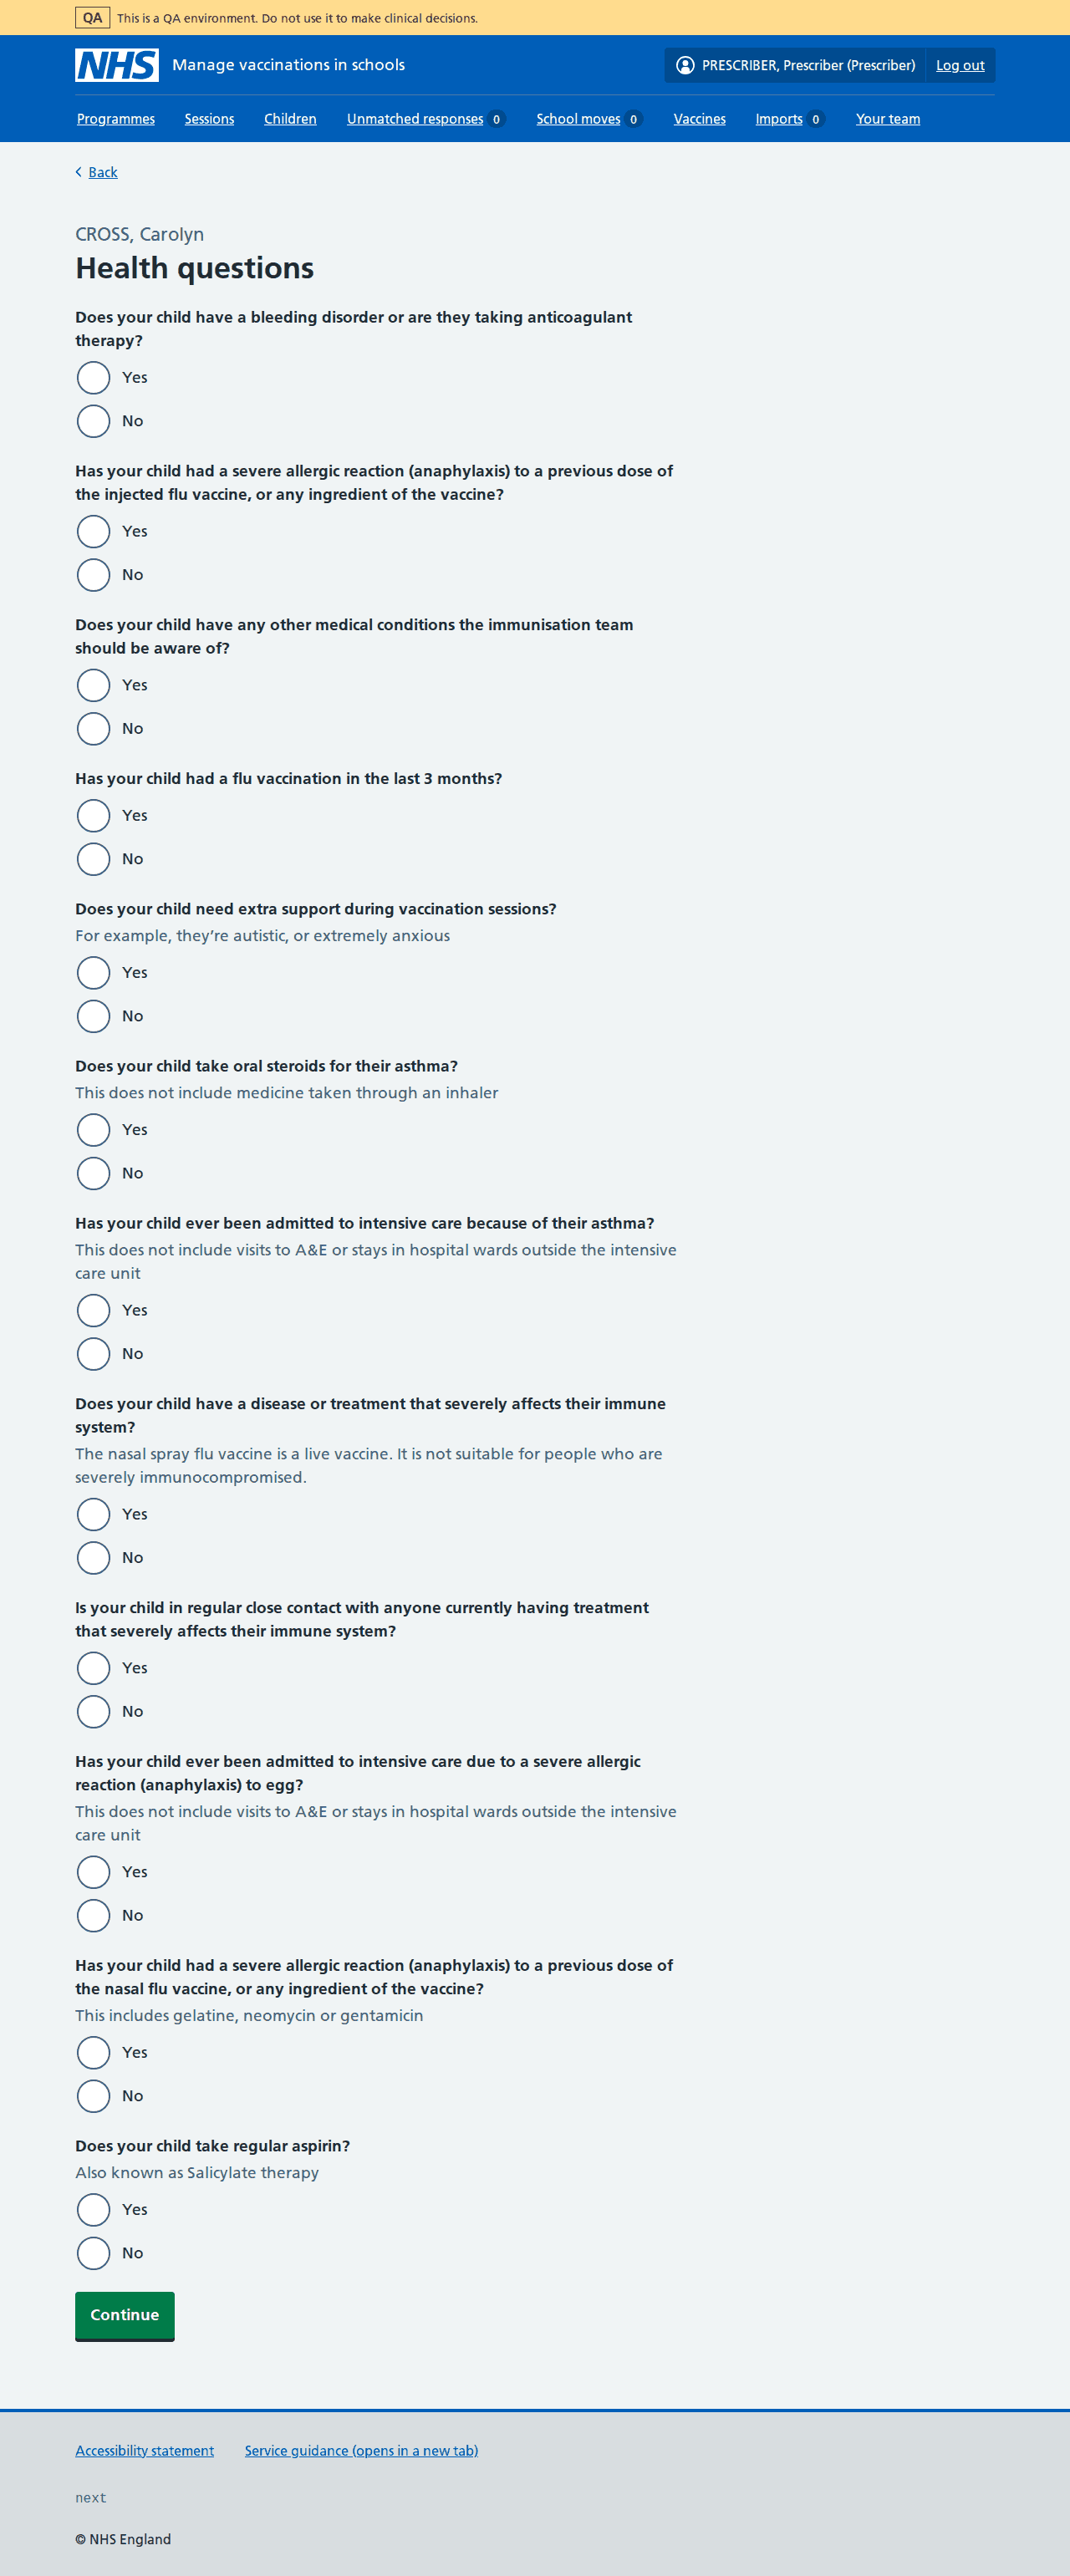 QA This is a QA environment. Do not use it to make clinical decisions.
NHS Manage vaccinations in schools PRESCRIBER, Prescriber (Prescriber) Log out
Programmes Sessions Children Unmatched responses 0 School moves 0 Vaccines Imports 0 Your team
Back
CROSS, Carolyn
Health questions
Does your child have a bleeding disorder or are they taking anticoagulant
therapy?
Yes
No
Has your child had a severe allergic reaction (anaphylaxis) to a previous dose of
the injected flu vaccine, or any ingredient of the vaccine?
Yes
No
Does your child have any other medical conditions the immunisation team
should be aware of?
Yes
No
Has your child had a flu vaccination in the last 3 months?
Yes
No
Does your child need extra support during vaccination sessions?
For example, they’re autistic, or extremely anxious
Yes
No
Does your child take oral steroids for their asthma?
This does not include medicine taken through an inhaler
Yes
No
Has your child ever been admitted to intensive care because of their asthma?
This does not include visits to A&E or stays in hospital wards outside the intensive
care unit
Yes
No
Does your child have a disease or treatment that severely affects their immune
system?
The nasal spray flu vaccine is a live vaccine. It is not suitable for people who are
severely immunocompromised.
Yes
No
Is your child in regular close contact with anyone currently having treatment
that severely affects their immune system?
Yes
No
Has your child ever been admitted to intensive care due to a severe allergic
reaction (anaphylaxis) to egg?
This does not include visits to A&E or stays in hospital wards outside the intensive
care unit
Yes
No
Has your child had a severe allergic reaction (anaphylaxis) to a previous dose of
the nasal flu vaccine, or any ingredient of the vaccine?
This includes gelatine, neomycin or gentamicin
Yes
No
Does your child take regular aspirin?
Also known as Salicylate therapy
Yes
No
Continue
Accessibility statement Service guidance (opens in a new tab)
next
© NHS England